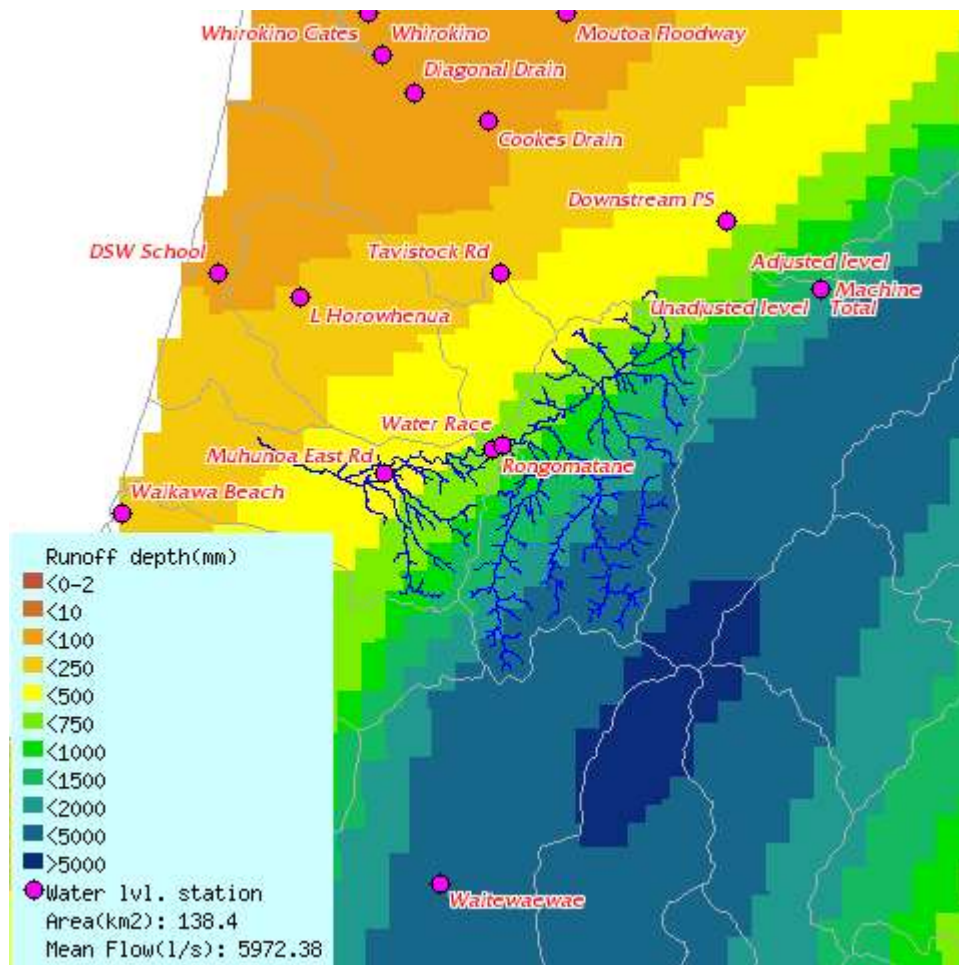 Whirokino Gates
Whirokino
Moutoa Floodway
Diagonal Drain
Cookes Drain
Downstream PS
DSW School
Tavistock Rd
Adjusted level
L Horowhenua
Unadjusted level
Machine
Total
Water Race
Muhunoa East Rd
Rongomatane
Waikawa Beach
Runoff depth(mm)
<0-2
<10
<100
<250
<500
<750
<1000
<1500
<2000
<5000
>5000
Water lvl. station
Waitewaewae
Area(km2): 138.4
Mean Flow(l/s): 5972.38